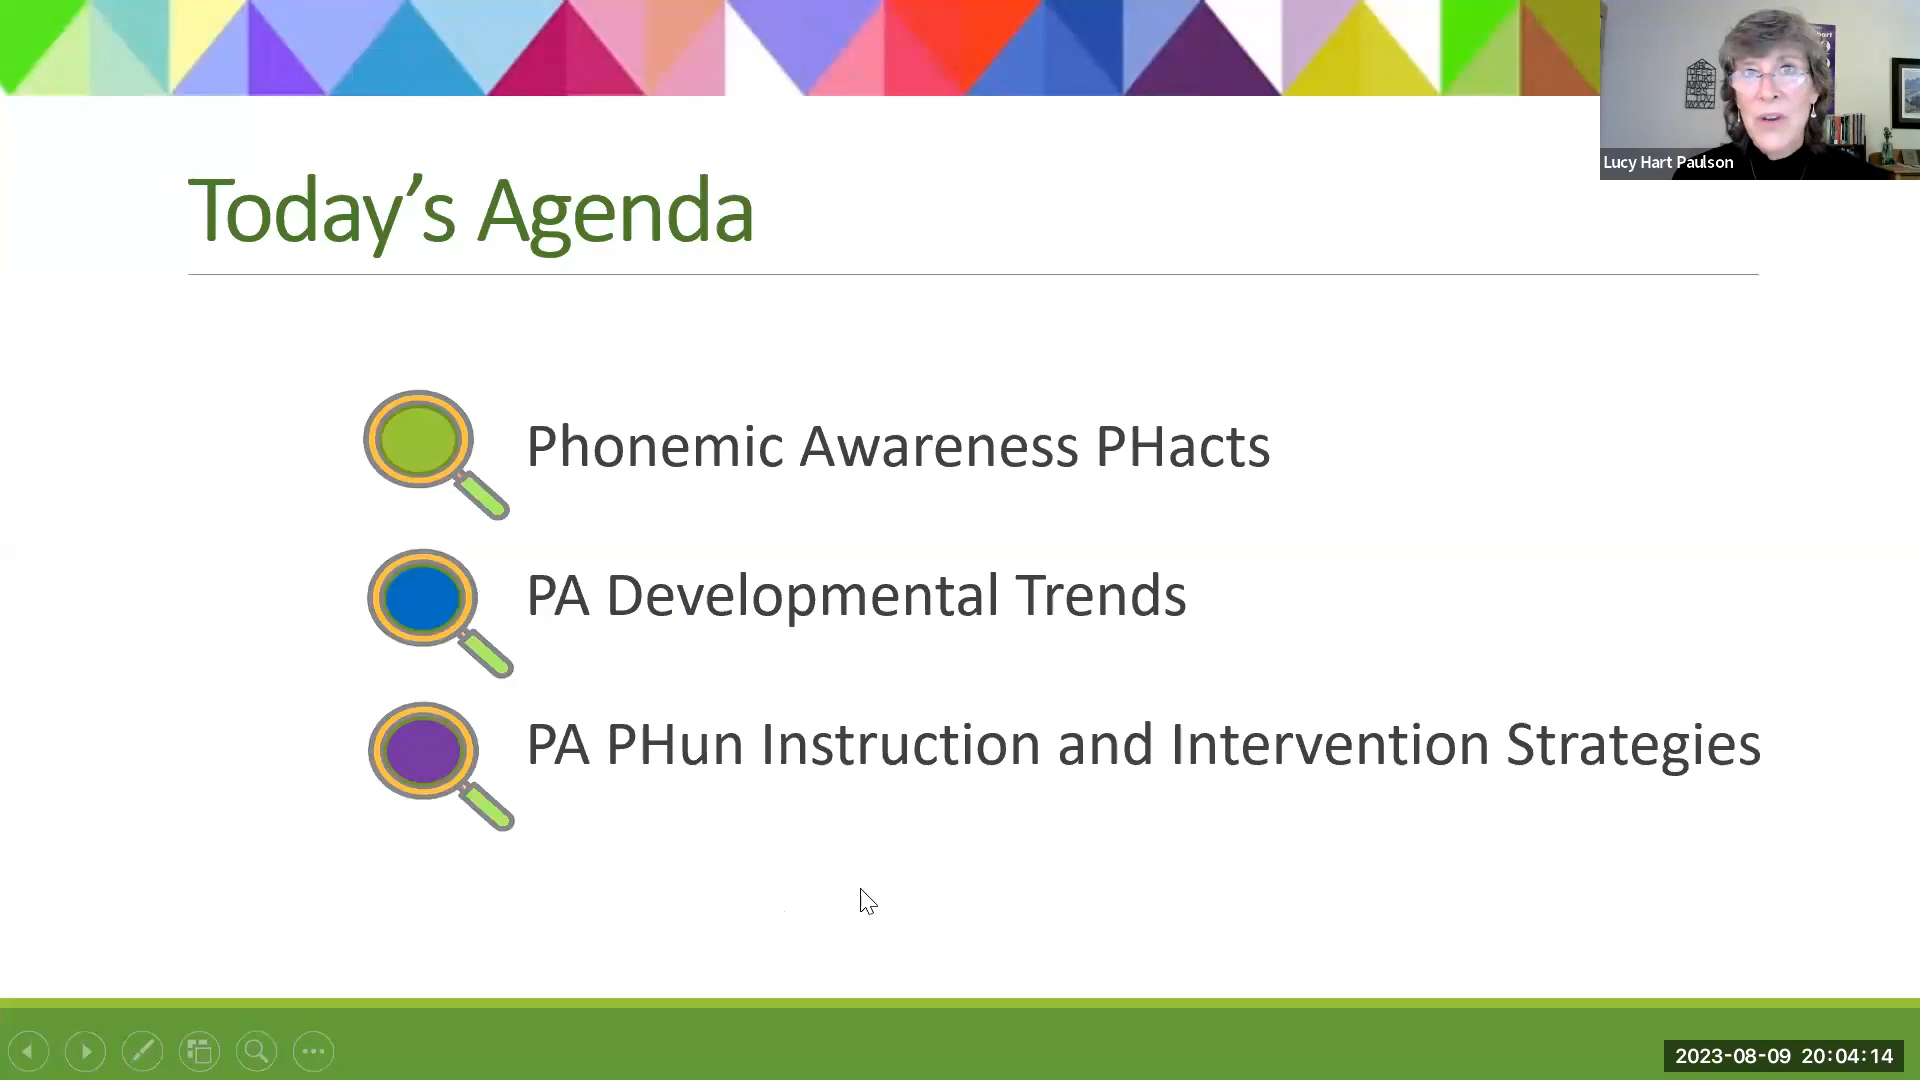 Today's Agenda
Lucy Hart Paulson
Phonemic Awareness PHacts
PA Developmental Trends
PA PHun Instruction and Intervention Strategies
2023-08-09 20:04:14